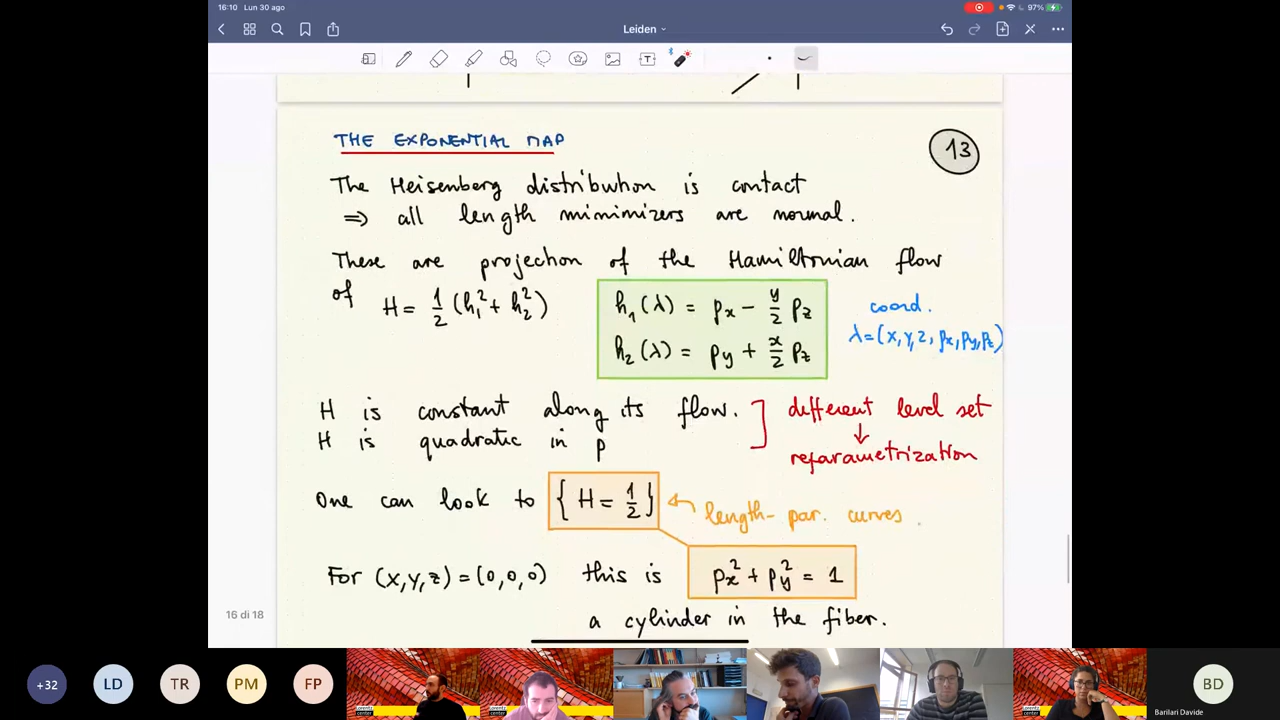 16:10 Lun 30 ago
97%
Leiden
THE EXPONENTIAL MAP
13
The Heisenberg distribution is contact
⇒ all length minimizers are normal.
These are projection of the Hamiltonian flow
of H = 1/2 (h₁² + h₂²)
h₁(λ) = px - y/2 pz
h₂(λ) = py + x/2 pz
coord.
λ=(x,y,z,px,py,pz)
H is constant along its flow.
H is quadratic in p
different level set
↓
reparametrization
One can look to { H = 1/2 }
length-par. curves
For (x,y,z) = (0,0,0) this is px² + py² = 1
a cylinder in the fiber.
16 di 18
+32
LD
TR
PM
FP
BD
Barilari Davide